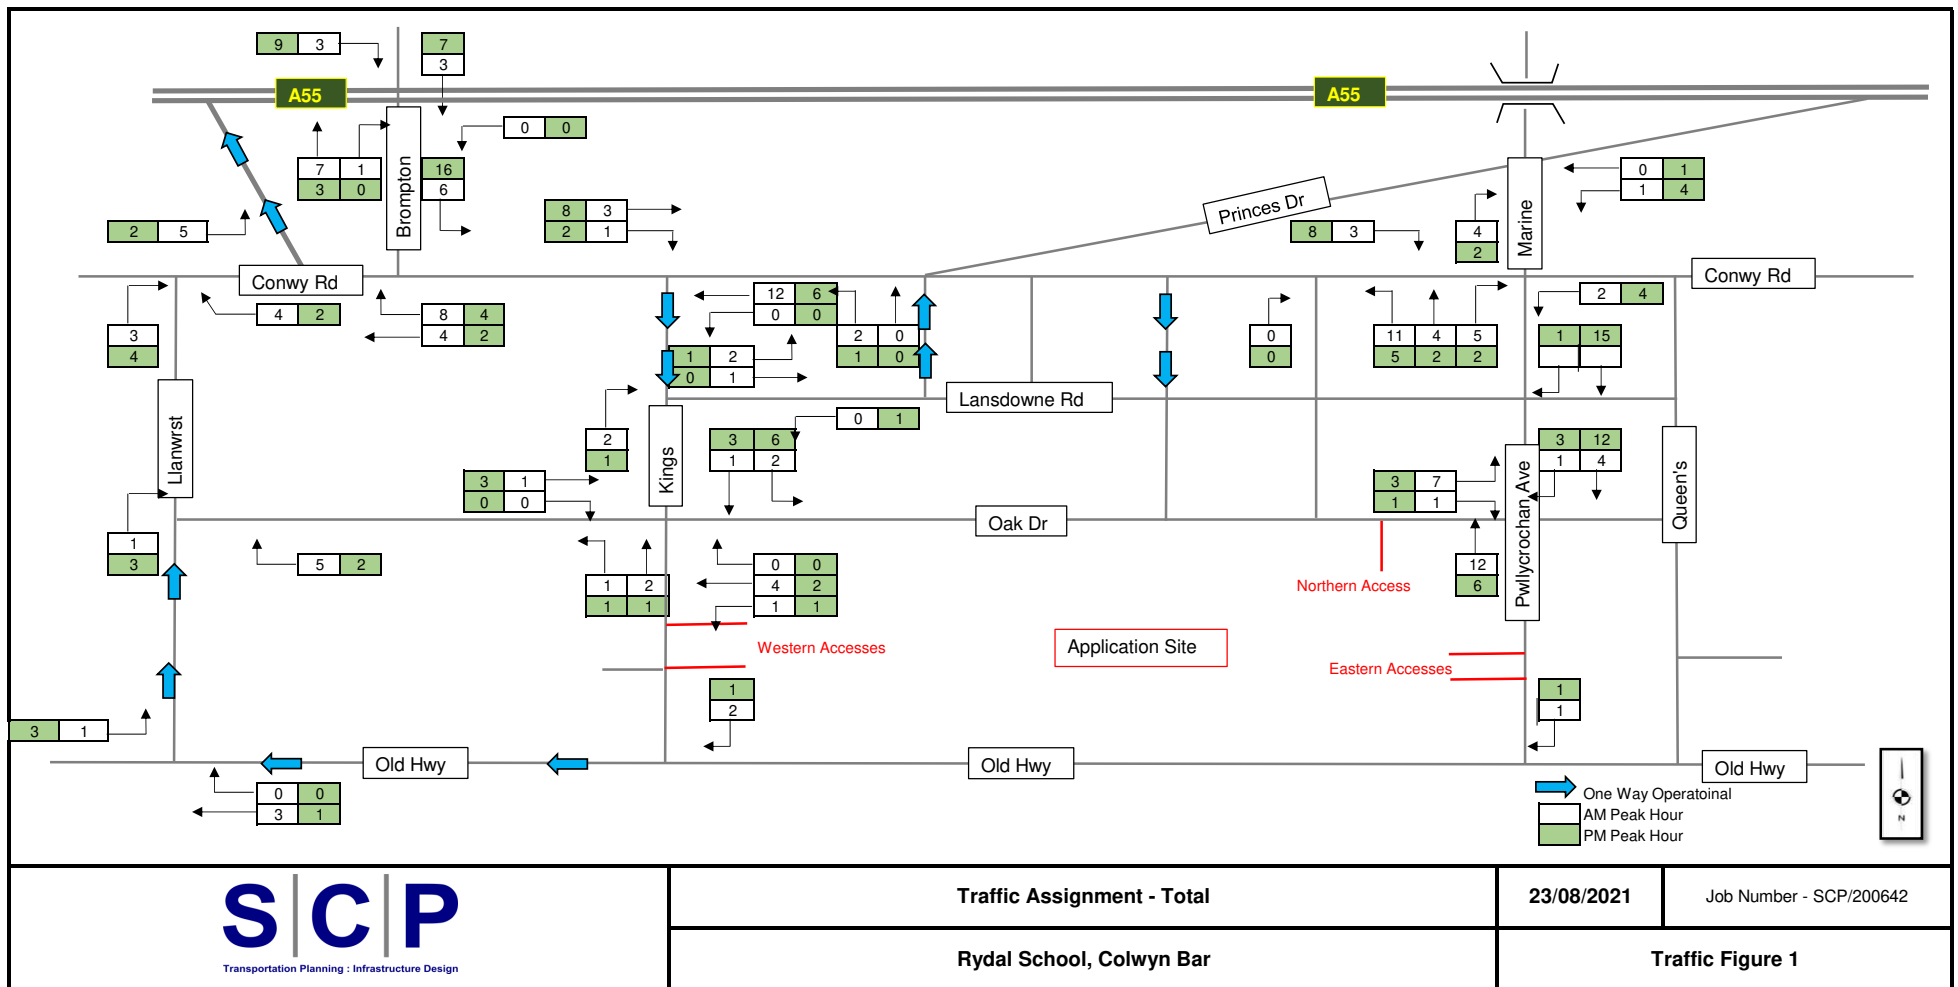 9 3
7
3
A55
A55
0 0
7 1
3 0
Brompton
16
6
0 1
1 4
Marine
Princes Dr
2 5
8 3
2 1
8 3
4
2
Conwy Rd
Conwy Rd
4 2
8 4
4 2
12 6
0 0
2 0
1 0
1 2
0 1
3
4
0
0
11 4 5
5 2 2
2 4
1 15
Lansdowne Rd
Llanwrst
Kings
0 1
2
1
3 6
1 2
3 1
0 0
3 7
1 1
3 12
1 4
Queen's
Pwllycrochan Ave
Oak Dr
1
3
5 2
1 2
1 1
0 0
4 2
1 1
12
6
Northern Access
Western Accesses
Application Site
Eastern Accesses
1
2
1
1
3 1
Old Hwy
Old Hwy
Old Hwy
0 0
3 1
One Way Operatoinal
AM Peak Hour
PM Peak Hour
N
S C P
Transportation Planning : Infrastructure Design
Traffic Assignment - Total
23/08/2021
Job Number - SCP/200642
Rydal School, Colwyn Bar
Traffic Figure 1